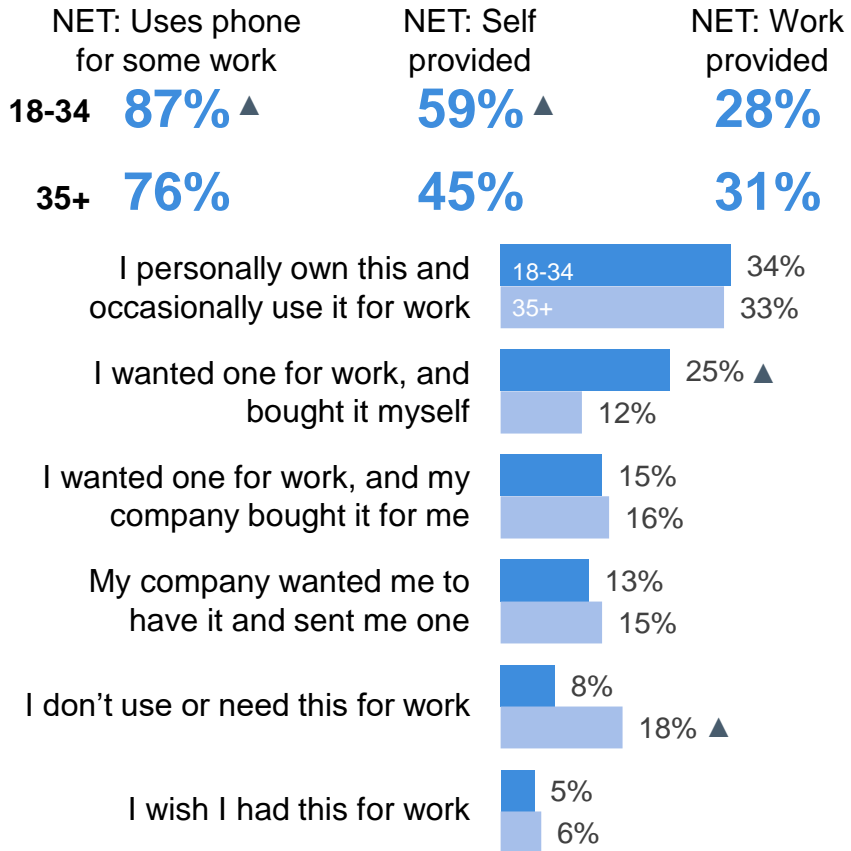 NET: Uses phone
for some work
NET: Self
provided
NET: Work
provided
18-34 87% ▲ 59% ▲ 28%
35+ 76% 45% 31%
I personally own this and
occasionally use it for work
18-34 34%
35+ 33%
I wanted one for work, and
bought it myself
25% ▲
12%
I wanted one for work, and my
company bought it for me
15%
16%
My company wanted me to
have it and sent me one
13%
15%
I don’t use or need this for work
8%
18% ▲
I wish I had this for work
5%
6%